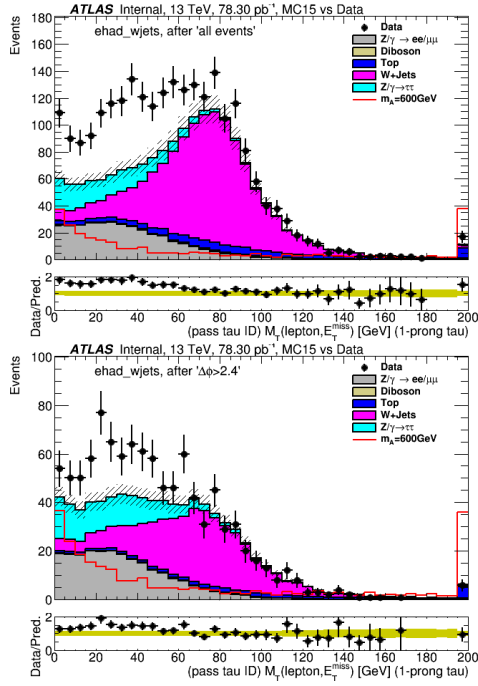 ATLAS Internal, 13 TeV, 78.30 pb⁻¹, MC15 vs Data
Events
180
160
140
120
100
80
60
40
20
0
ehad_wjets, after 'all events'
Data
Z/γ → ee/μμ
Diboson
Top
W+Jets
Z/γ→ττ
m_A=600GeV
Data/Pred.
2
1
0
0 20 40 60 80 100 120 140 160 180 200
(pass tau ID) M_T(lepton,E_T^miss) [GeV] (1-prong tau)
ATLAS Internal, 13 TeV, 78.30 pb⁻¹, MC15 vs Data
Events
100
80
60
40
20
0
ehad_wjets, after 'Δφ>2.4'
Data
Z/γ → ee/μμ
Diboson
Top
W+Jets
Z/γ→ττ
m_A=600GeV
Data/Pred.
2
1
0
0 20 40 60 80 100 120 140 160 180 200
(pass tau ID) M_T(lepton,E_T^miss) [GeV] (1-prong tau)